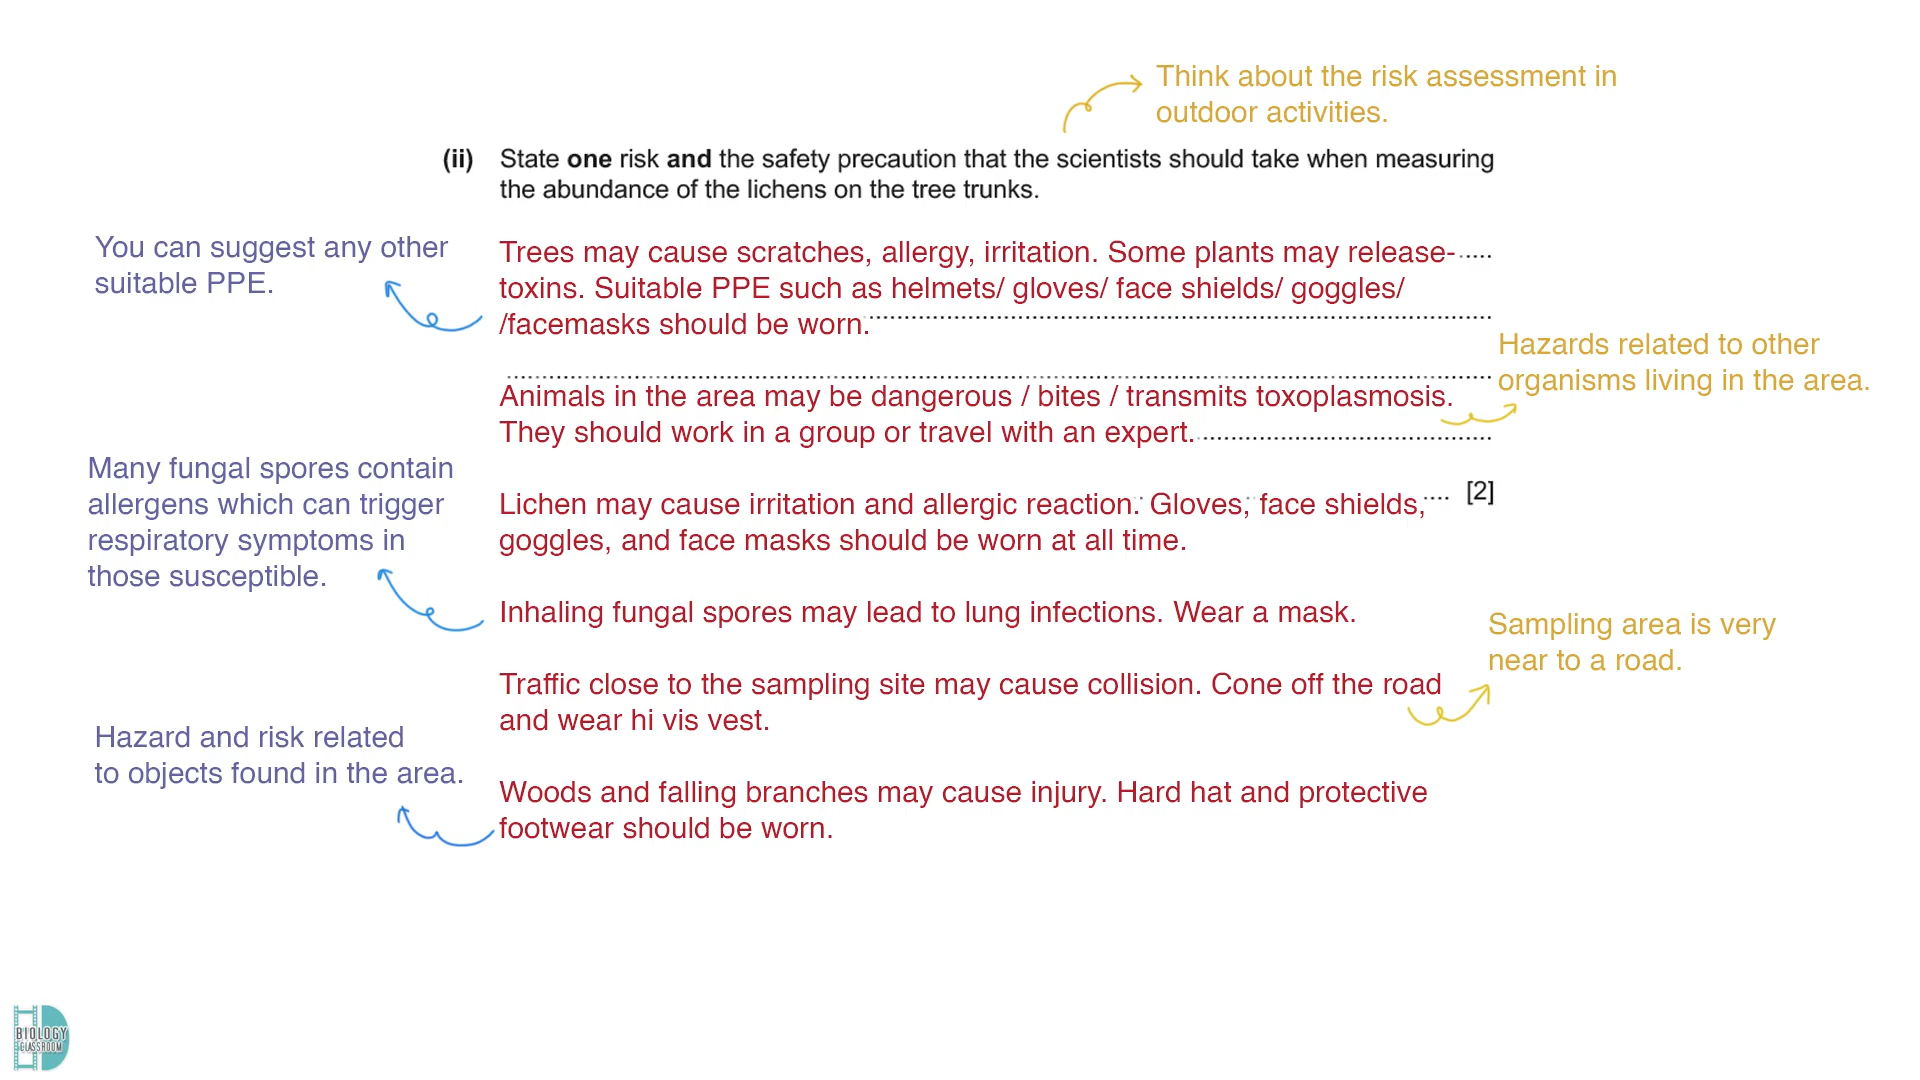 Think about the risk assessment in
outdoor activities.
(ii) State one risk and the safety precaution that the scientists should take when measuring
the abundance of the lichens on the tree trunks.
You can suggest any other
suitable PPE.
Trees may cause scratches, allergy, irritation. Some plants may release-.....
toxins. Suitable PPE such as helmets/ gloves/ face shields/ goggles/
/facemasks should be worn.
Hazards related to other
organisms living in the area.
Animals in the area may be dangerous / bites / transmits toxoplasmosis.
They should work in a group or travel with an expert.
Many fungal spores contain
allergens which can trigger
respiratory symptoms in
those susceptible.
Lichen may cause irritation and allergic reaction. Gloves, face shields, .... [2]
goggles, and face masks should be worn at all time.
Inhaling fungal spores may lead to lung infections. Wear a mask.
Sampling area is very
near to a road.
Traffic close to the sampling site may cause collision. Cone off the road
and wear hi vis vest.
Hazard and risk related
to objects found in the area.
Woods and falling branches may cause injury. Hard hat and protective
footwear should be worn.
BIOLOGY
CLASSROOM